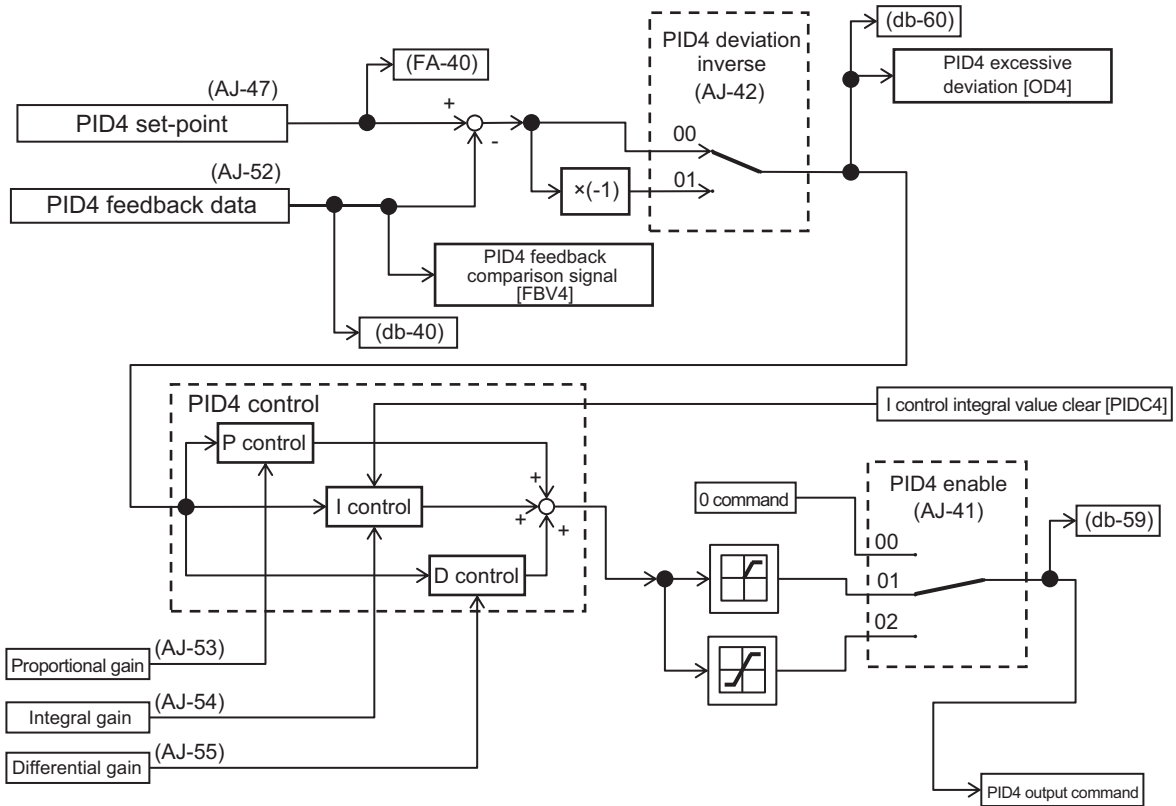 (db-60)
PID4 deviation
inverse
(AJ-42)
(FA-40)
PID4 excessive
deviation [OD4]
(AJ-47)
PID4 set-point
+
-
00
01
×(-1)
(AJ-52)
PID4 feedback data
PID4 feedback
comparison signal
[FBV4]
(db-40)
PID4 control
I control integral value clear [PIDC4]
P control
+
I control
+
+
D control
0 command
PID4 enable
(AJ-41)
(db-59)
00
01
02
(AJ-53)
Proportional gain
(AJ-54)
Integral gain
(AJ-55)
Differential gain
PID4 output command